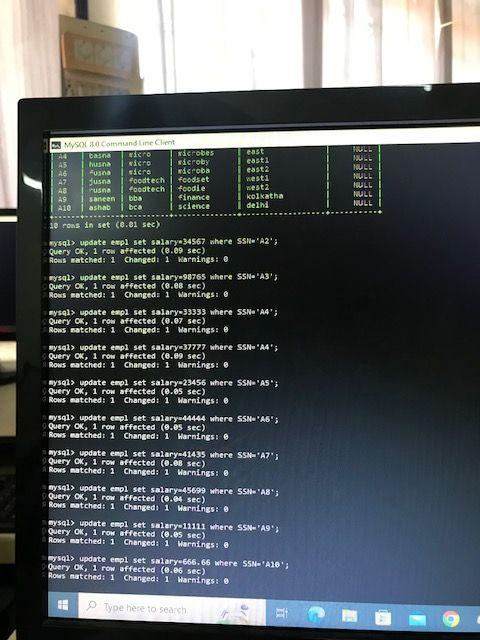 MySQL 8.0 Command Line Client
| A4 | basna | micro | microbes | east | NULL |
| A5 | husna | micro | microby | east1 | NULL |
| A6 | fusna | micro | microba | east2 | NULL |
| A7 | jusna | foodtech | foodset | west1 | NULL |
| A8 | rusna | foodtech | foodie | west2 | NULL |
| A9 | saneen | bba | finance | kolkatha | NULL |
| A10 | ashab | bca | science | delhi | NULL |
10 rows in set (0.01 sec)
mysql> update empl set salary=34567 where SSN='A2';
Query OK, 1 row affected (0.09 sec)
Rows matched: 1 Changed: 1 Warnings: 0
mysql> update empl set salary=98765 where SSN='A3';
Query OK, 1 row affected (0.08 sec)
Rows matched: 1 Changed: 1 Warnings: 0
mysql> update empl set salary=33333 where SSN='A4';
Query OK, 1 row affected (0.07 sec)
Rows matched: 1 Changed: 1 Warnings: 0
mysql> update empl set salary=37777 where SSN='A4';
Query OK, 1 row affected (0.09 sec)
Rows matched: 1 Changed: 1 Warnings: 0
mysql> update empl set salary=23456 where SSN='A5';
Query OK, 1 row affected (0.05 sec)
Rows matched: 1 Changed: 1 Warnings: 0
mysql> update empl set salary=44444 where SSN='A6';
Query OK, 1 row affected (0.05 sec)
Rows matched: 1 Changed: 1 Warnings: 0
mysql> update empl set salary=41435 where SSN='A7';
Query OK, 1 row affected (0.08 sec)
Rows matched: 1 Changed: 1 Warnings: 0
mysql> update empl set salary=45699 where SSN='A8';
Query OK, 1 row affected (0.04 sec)
Rows matched: 1 Changed: 1 Warnings: 0
mysql> update empl set salary=11111 where SSN='A9';
Query OK, 1 row affected (0.05 sec)
Rows matched: 1 Changed: 1 Warnings: 0
mysql> update empl set salary=666.66 where SSN='A10';
Query OK, 1 row affected (0.06 sec)
Rows matched: 1 Changed: 1 Warnings: 0
Type here to search